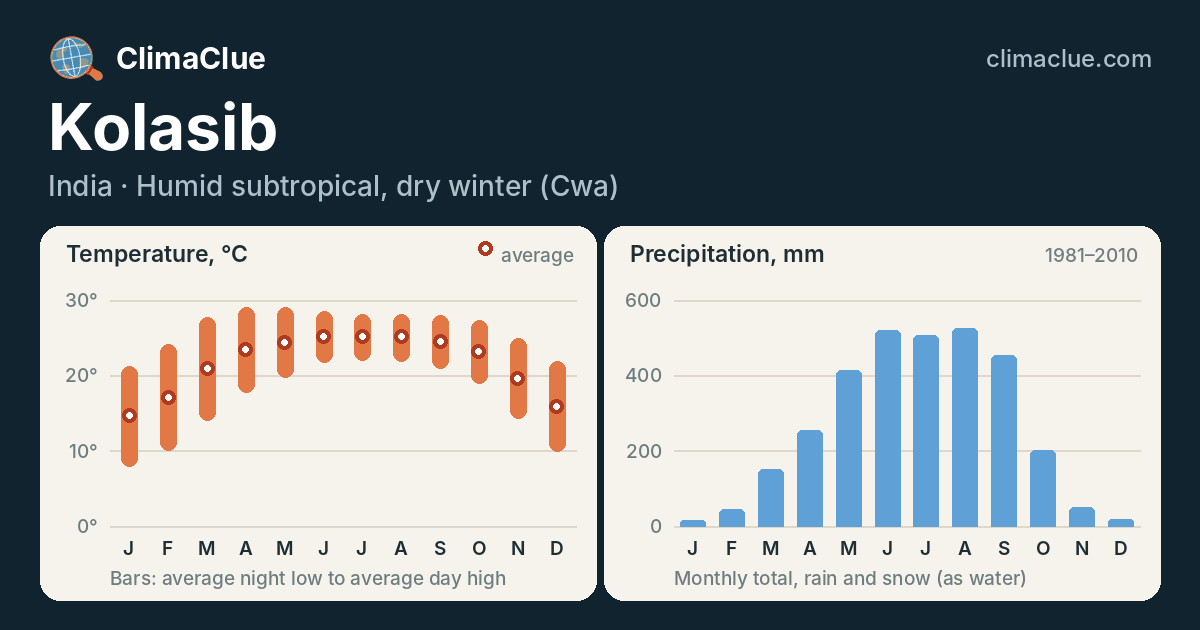 ClimaClue
climaclue.com
Kolasib
India · Humid subtropical, dry winter (Cwa)
Temperature, °C
average
30°
20°
10°
0°
J F M A M J J A S O N D
Bars: average night low to average day high
Precipitation, mm
1981–2010
600
400
200
0
J F M A M J J A S O N D
Monthly total, rain and snow (as water)